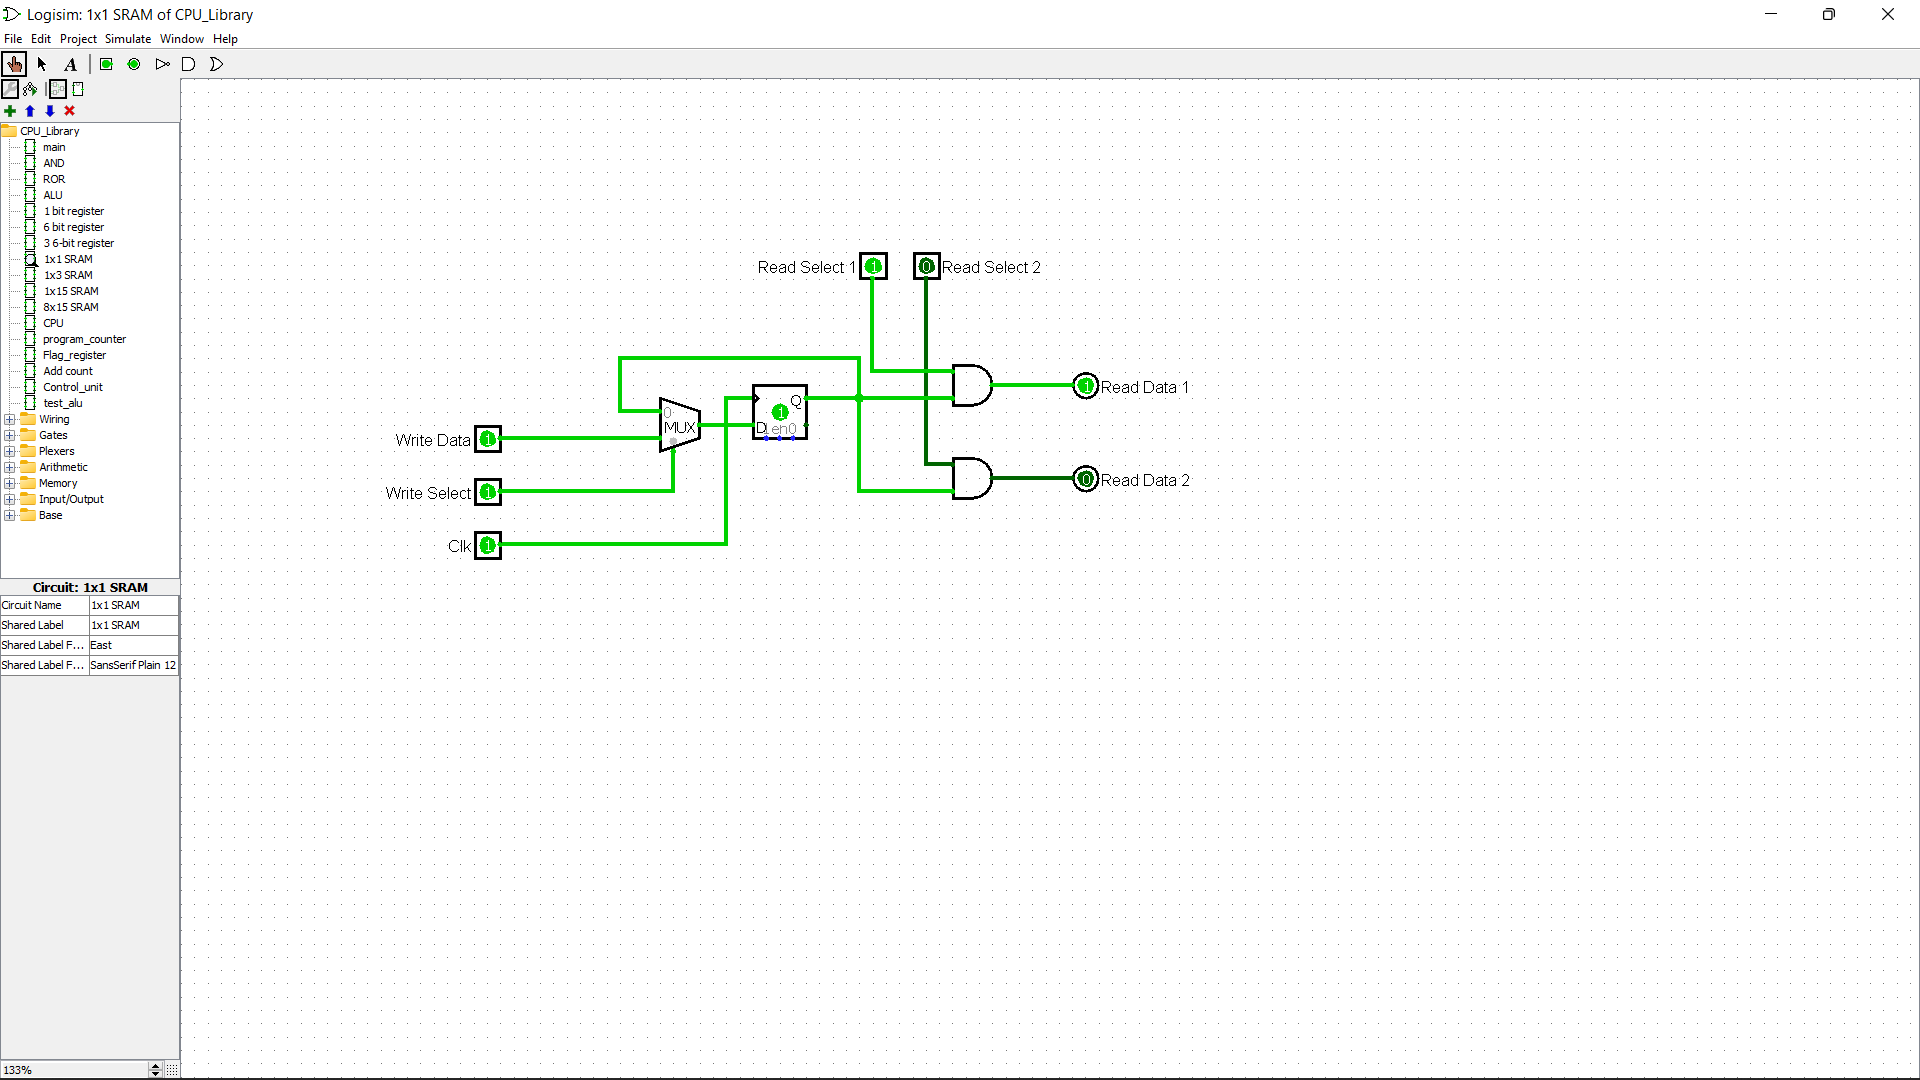 Logisim: 1x1 SRAM of CPU_Library
File Edit Project Simulate Window Help
A
CPU_Library
main
AND
ROR
ALU
1 bit register
6 bit register
3 6-bit register
1x1 SRAM
1x3 SRAM
1x15 SRAM
8x15 SRAM
CPU
program_counter
Flag_register
Add count
Control_unit
test_alu
Wiring
Gates
Plexers
Arithmetic
Memory
Input/Output
Base
Circuit: 1x1 SRAM
Circuit Name 1x1 SRAM
Shared Label 1x1 SRAM
Shared Label F... East
Shared Label F... SansSerif Plain 12
133%
Read Select 1 1 0 Read Select 2
1 Read Data 1
Q
0 1
MUX D en0
Write Data 1
0 Read Data 2
Write Select 1
Clk 1